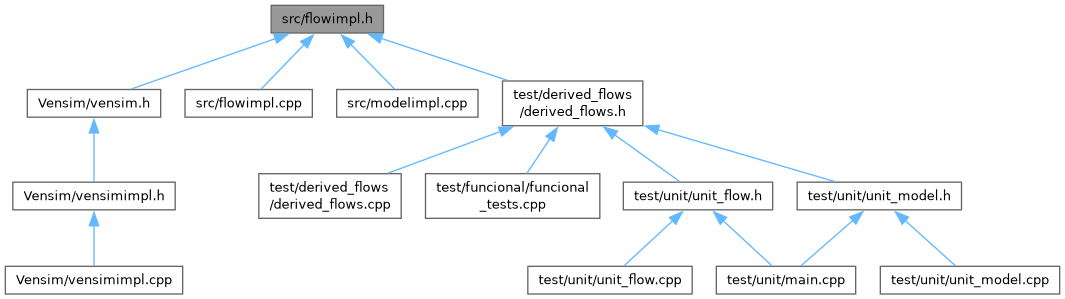 src/flowimpl.h
Vensim/vensim.h
src/flowimpl.cpp
src/modelimpl.cpp
test/derived_flows
/derived_flows.h
Vensim/vensimimpl.h
test/derived_flows
/derived_flows.cpp
test/funcional/funcional
_tests.cpp
test/unit/unit_flow.h
test/unit/unit_model.h
Vensim/vensimimpl.cpp
test/unit/unit_flow.cpp
test/unit/main.cpp
test/unit/unit_model.cpp